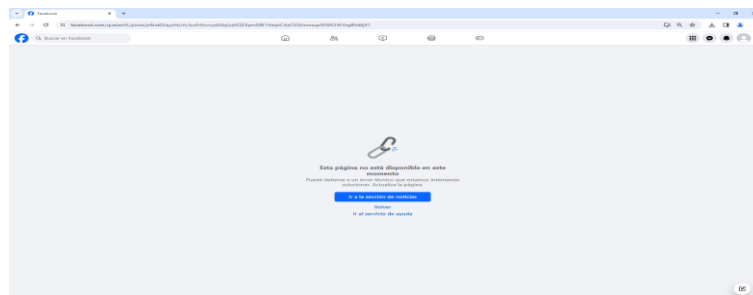 Facebook
Buscar en Facebook
Esta página no está disponible en este
momento
Puede deberse a un error técnico que estamos intentando
solucionar. Actualiza la página.
Ir a la sección de noticias
Volver
Ir al servicio de ayuda